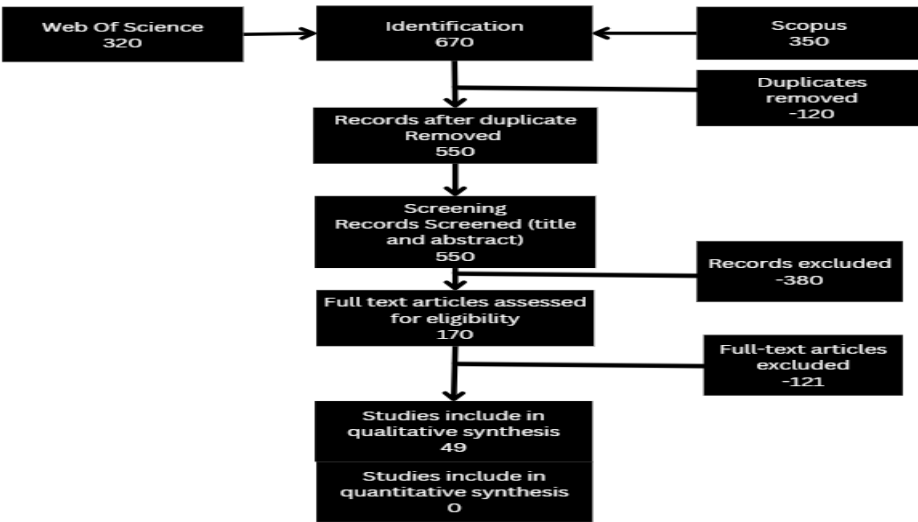 Web Of Science
320
Identification
670
Scopus
350
Duplicates
removed
-120
Records after duplicate
Removed
550
Screening
Records Screened (title
and abstract)
550
Records excluded
-380
Full text articles assessed
for eligibility
170
Full-text articles
excluded
-121
Studies include in
qualitative synthesis
49
Studies include in
quantitative synthesis
0